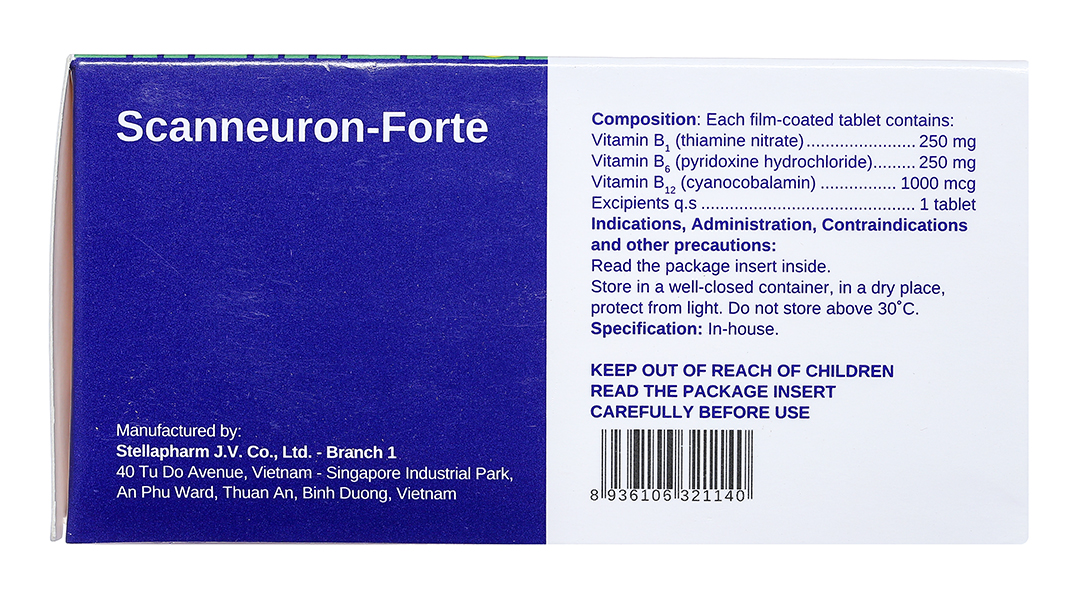 Scanneuron-Forte
Manufactured by:
Stellapharm J.V. Co., Ltd. - Branch 1
40 Tu Do Avenue, Vietnam - Singapore Industrial Park,
An Phu Ward, Thuan An, Binh Duong, Vietnam
Composition: Each film-coated tablet contains:
Vitamin B1 (thiamine nitrate)....................... 250 mg
Vitamin B6 (pyridoxine hydrochloride)......... 250 mg
Vitamin B12 (cyanocobalamin) ................ 1000 mcg
Excipients q.s ............................................. 1 tablet
Indications, Administration, Contraindications
and other precautions:
Read the package insert inside.
Store in a well-closed container, in a dry place,
protect from light. Do not store above 30˚C.
Specification: In-house.
KEEP OUT OF REACH OF CHILDREN
READ THE PACKAGE INSERT
CAREFULLY BEFORE USE
8 936106 321140